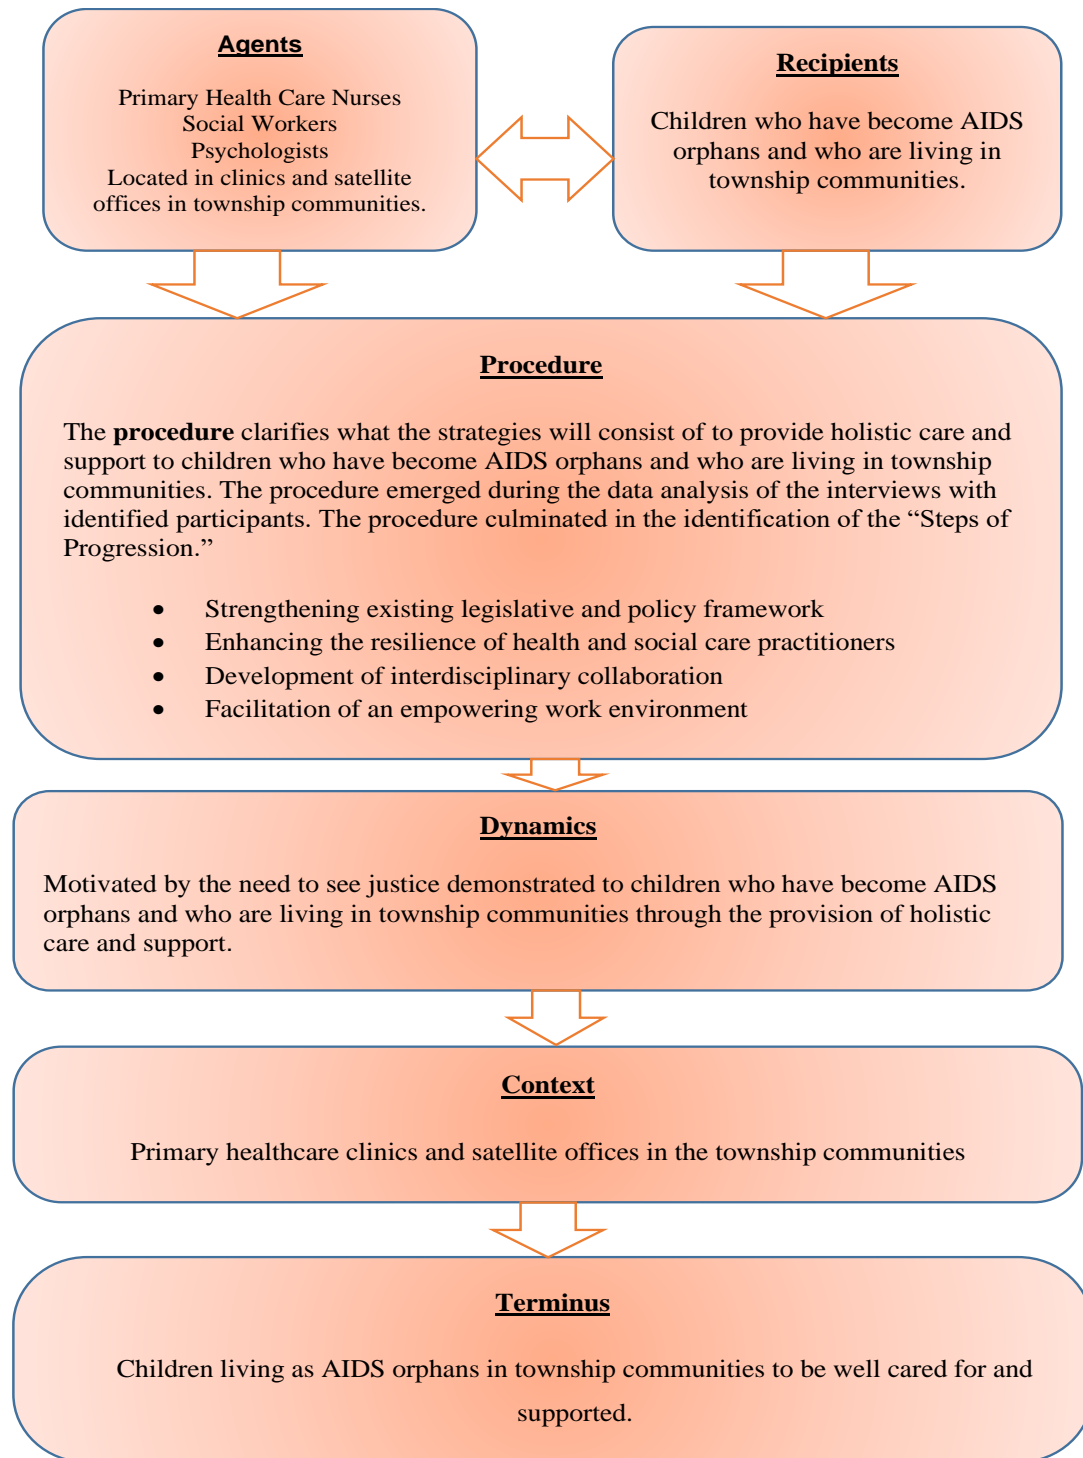 Agents
Primary Health Care Nurses
Social Workers
Psychologists
Located in clinics and satellite
offices in township communities.
Recipients
Children who have become AIDS
orphans and who are living in
township communities.
Procedure
The procedure clarifies what the strategies will consist of to provide holistic care and
support to children who have become AIDS orphans and who are living in township
communities. The procedure emerged during the data analysis of the interviews with
identified participants. The procedure culminated in the identification of the “Steps of
Progression.”
• Strengthening existing legislative and policy framework
• Enhancing the resilience of health and social care practitioners
• Development of interdisciplinary collaboration
• Facilitation of an empowering work environment
Dynamics
Motivated by the need to see justice demonstrated to children who have become AIDS
orphans and who are living in township communities through the provision of holistic
care and support.
Context
Primary healthcare clinics and satellite offices in the township communities
Terminus
Children living as AIDS orphans in township communities to be well cared for and
supported.